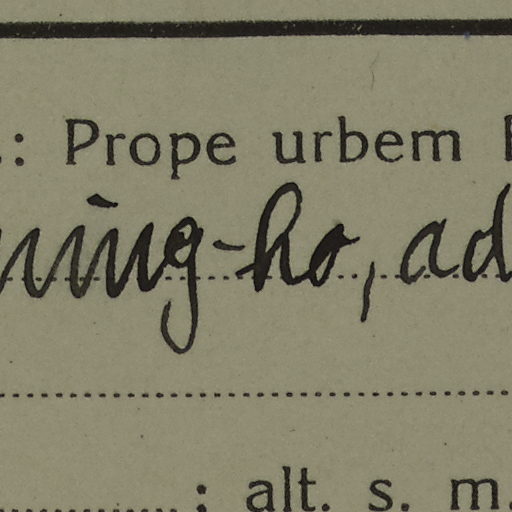 .: Prope urbem
ning-ho, ad
; alt. s. m.